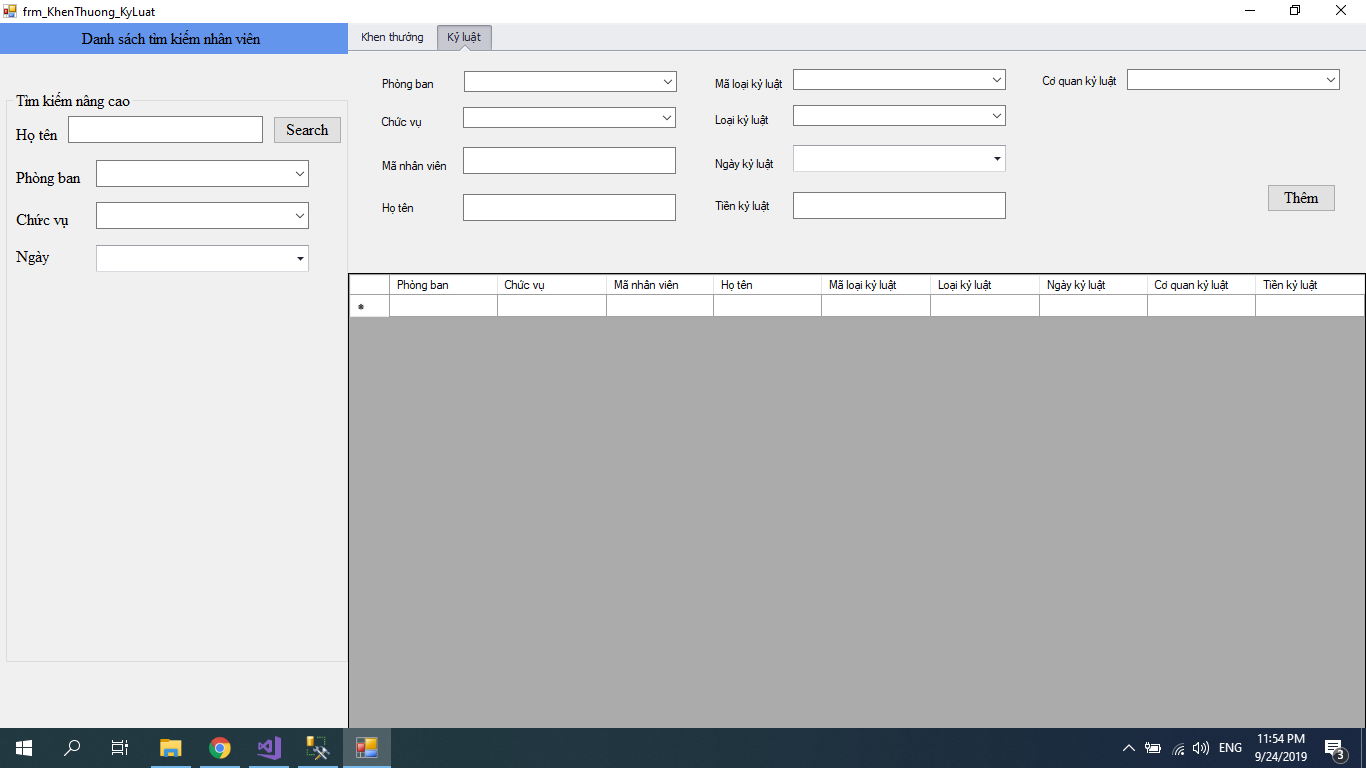 frm_KhenThuong_KyLuat
Danh sách tìm kiếm nhân viên
Khen thưởng
Kỷ luật
Tìm kiếm nâng cao
Họ tên
Search
Phòng ban
Chức vụ
Ngày
Phòng ban
Mã loại kỷ luật
Cơ quan kỷ luật
Chức vụ
Loại kỷ luật
Mã nhân viên
Ngày kỷ luật
Họ tên
Tiền kỷ luật
Thêm
Phòng ban Chức vụ Mã nhân viên Họ tên Mã loại kỷ luật Loại kỷ luật Ngày kỷ luật Cơ quan kỷ luật Tiền kỷ luật
ENG
11:54 PM
9/24/2019
3